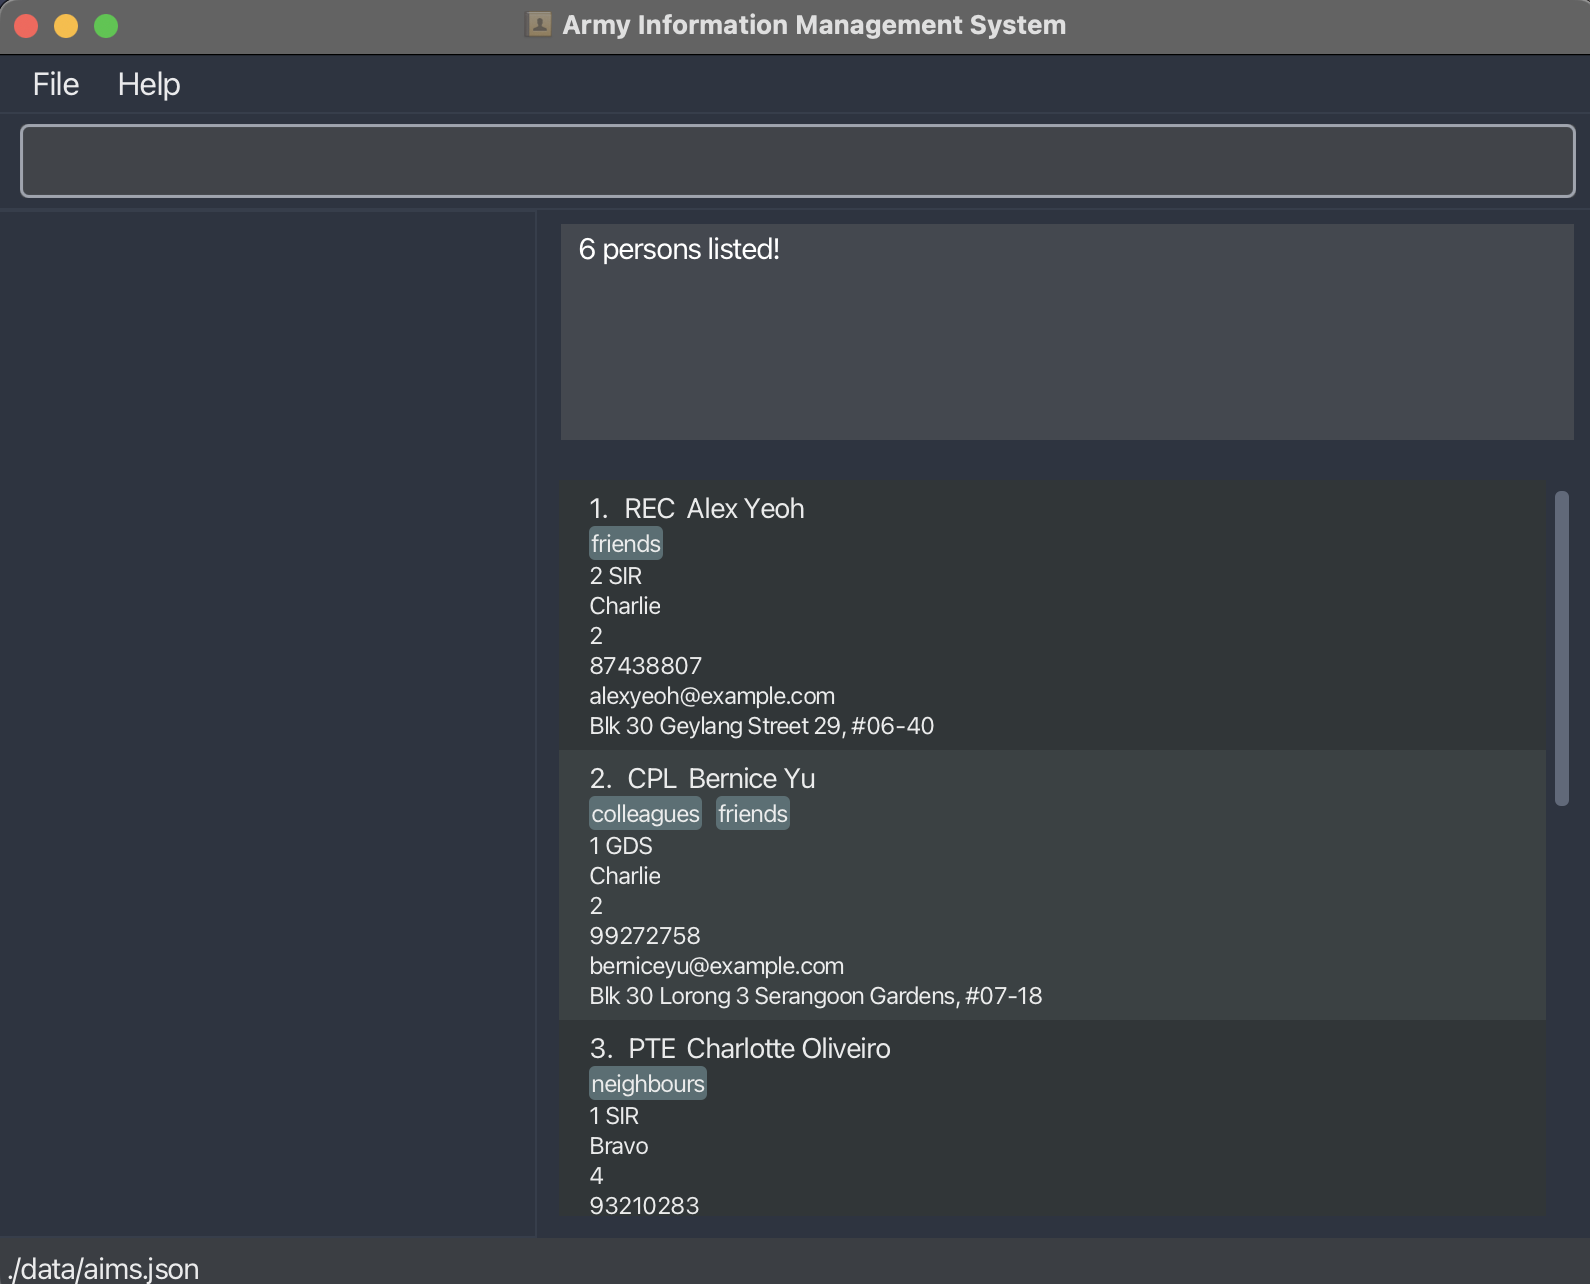 Army Information Management System
File Help
6 persons listed!
1. REC Alex Yeoh
friends
2 SIR
Charlie
2
87438807
alexyeoh@example.com
Blk 30 Geylang Street 29, #06-40
2. CPL Bernice Yu
colleagues friends
1 GDS
Charlie
2
99272758
berniceyu@example.com
Blk 30 Lorong 3 Serangoon Gardens, #07-18
3. PTE Charlotte Oliveiro
neighbours
1 SIR
Bravo
4
93210283
./data/aims.json